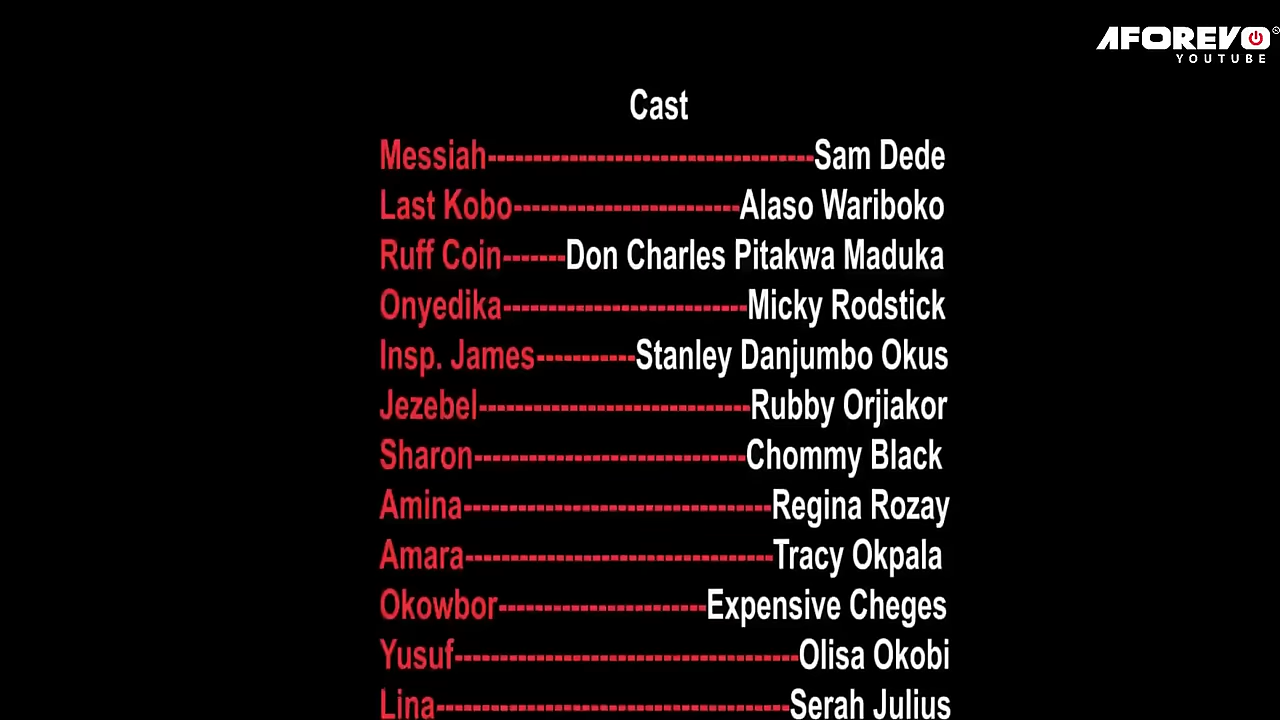 AFOREVO
YOUTUBE
Cast
Messiah------------------------------------Sam Dede
Last Kobo-------------------------Alaso Wariboko
Ruff Coin-------Don Charles Pitakwa Maduka
Onyedika---------------------------Micky Rodstick
Insp. James-----------Stanley Danjumbo Okus
Jezebel------------------------------Rubby Orjiakor
Sharon------------------------------Chommy Black
Amina----------------------------------Regina Rozay
Amara----------------------------------Tracy Okpala
Okowbor-----------------------Expensive Cheges
Yusuf--------------------------------------Olisa Okobi
Lina---------------------------------------Serah Julius